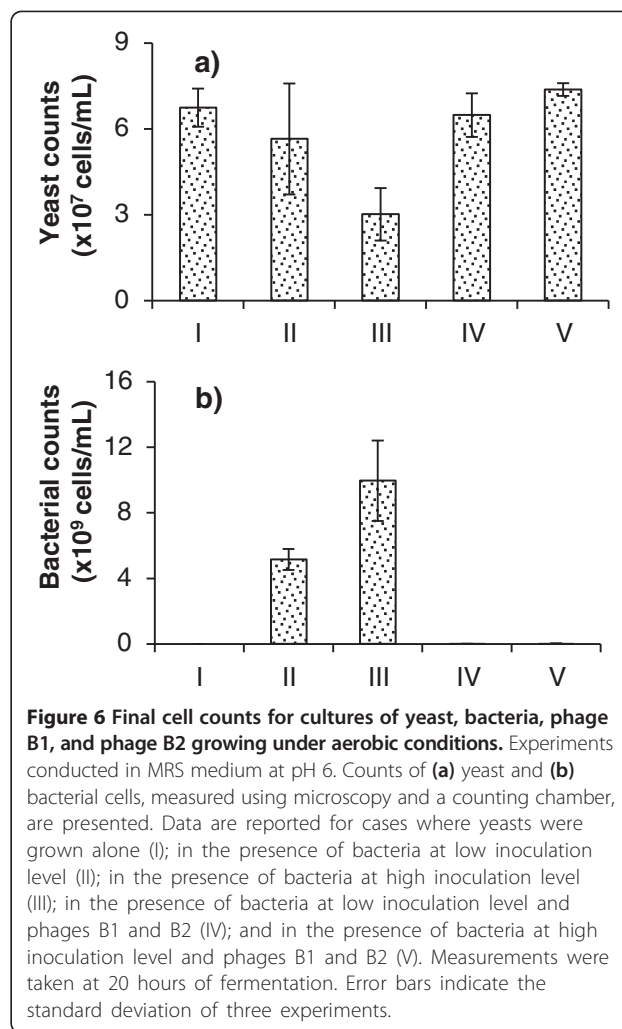 9
a)
6
3
0
Yeast counts
(x10⁷ cells/mL)
I II III IV V
16
b)
12
8
4
0
Bacterial counts
(x10⁹ cells/mL)
I II III IV V
Figure 6 Final cell counts for cultures of yeast, bacteria, phage
B1, and phage B2 growing under aerobic conditions. Experiments
conducted in MRS medium at pH 6. Counts of (a) yeast and (b)
bacterial cells, measured using microscopy and a counting chamber,
are presented. Data are reported for cases where yeasts were
grown alone (I); in the presence of bacteria at low inoculation
level (II); in the presence of bacteria at high inoculation level
(III); in the presence of bacteria at low inoculation level and
phages B1 and B2 (IV); and in the presence of bacteria at high
inoculation level and phages B1 and B2 (V). Measurements were
taken at 20 hours of fermentation. Error bars indicate the
standard deviation of three experiments.